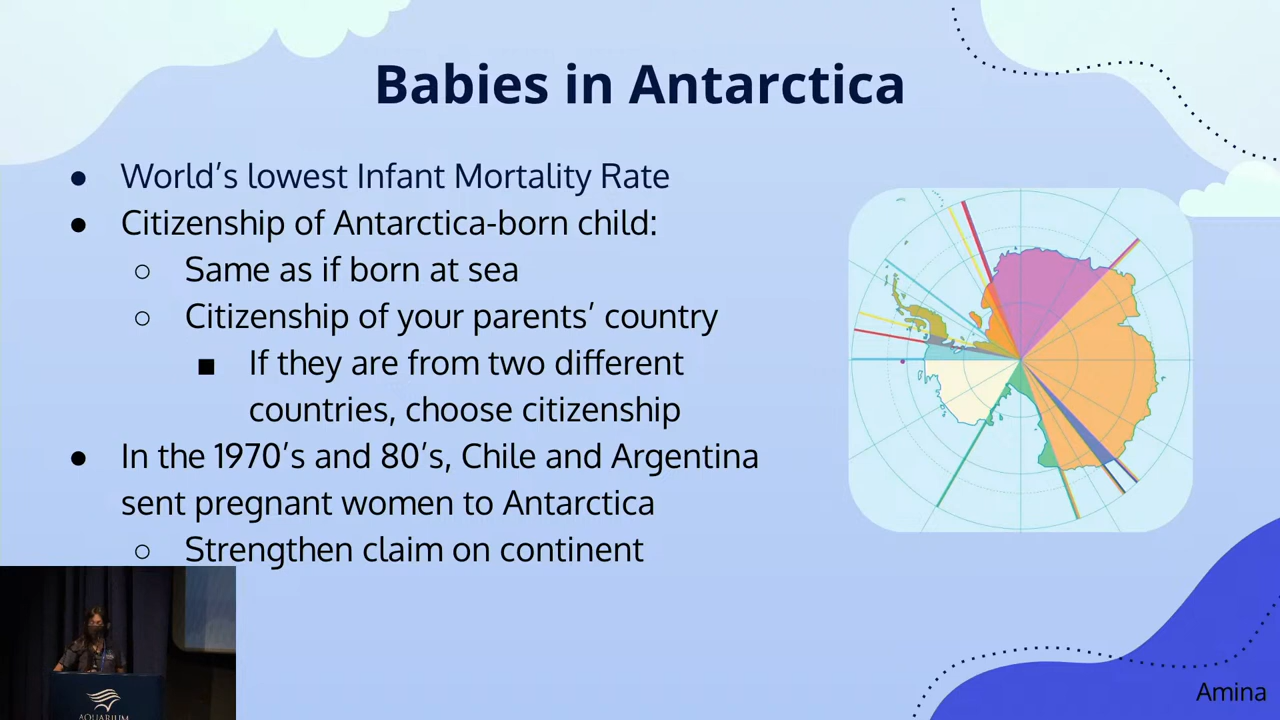 Babies in Antarctica
● World's lowest Infant Mortality Rate
● Citizenship of Antarctica-born child:
○ Same as if born at sea
○ Citizenship of your parents' country
■ If they are from two different
countries, choose citizenship
● In the 1970's and 80's, Chile and Argentina
sent pregnant women to Antarctica
○ Strengthen claim on continent
AQUARIUM
Amina